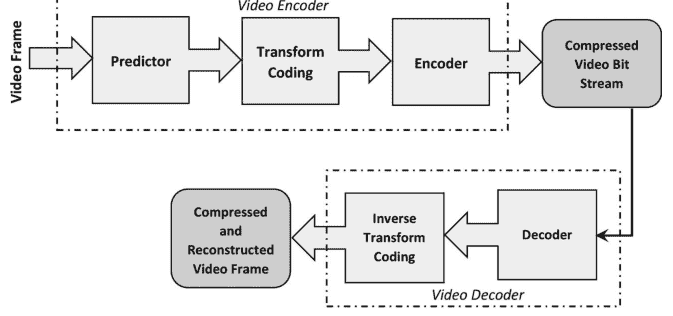 Video Encoder
Video Frame
Predictor
Transform
Coding
Encoder
Compressed
Video Bit
Stream
Compressed
and
Reconstructed
Video Frame
Inverse
Transform
Coding
Decoder
Video Decoder